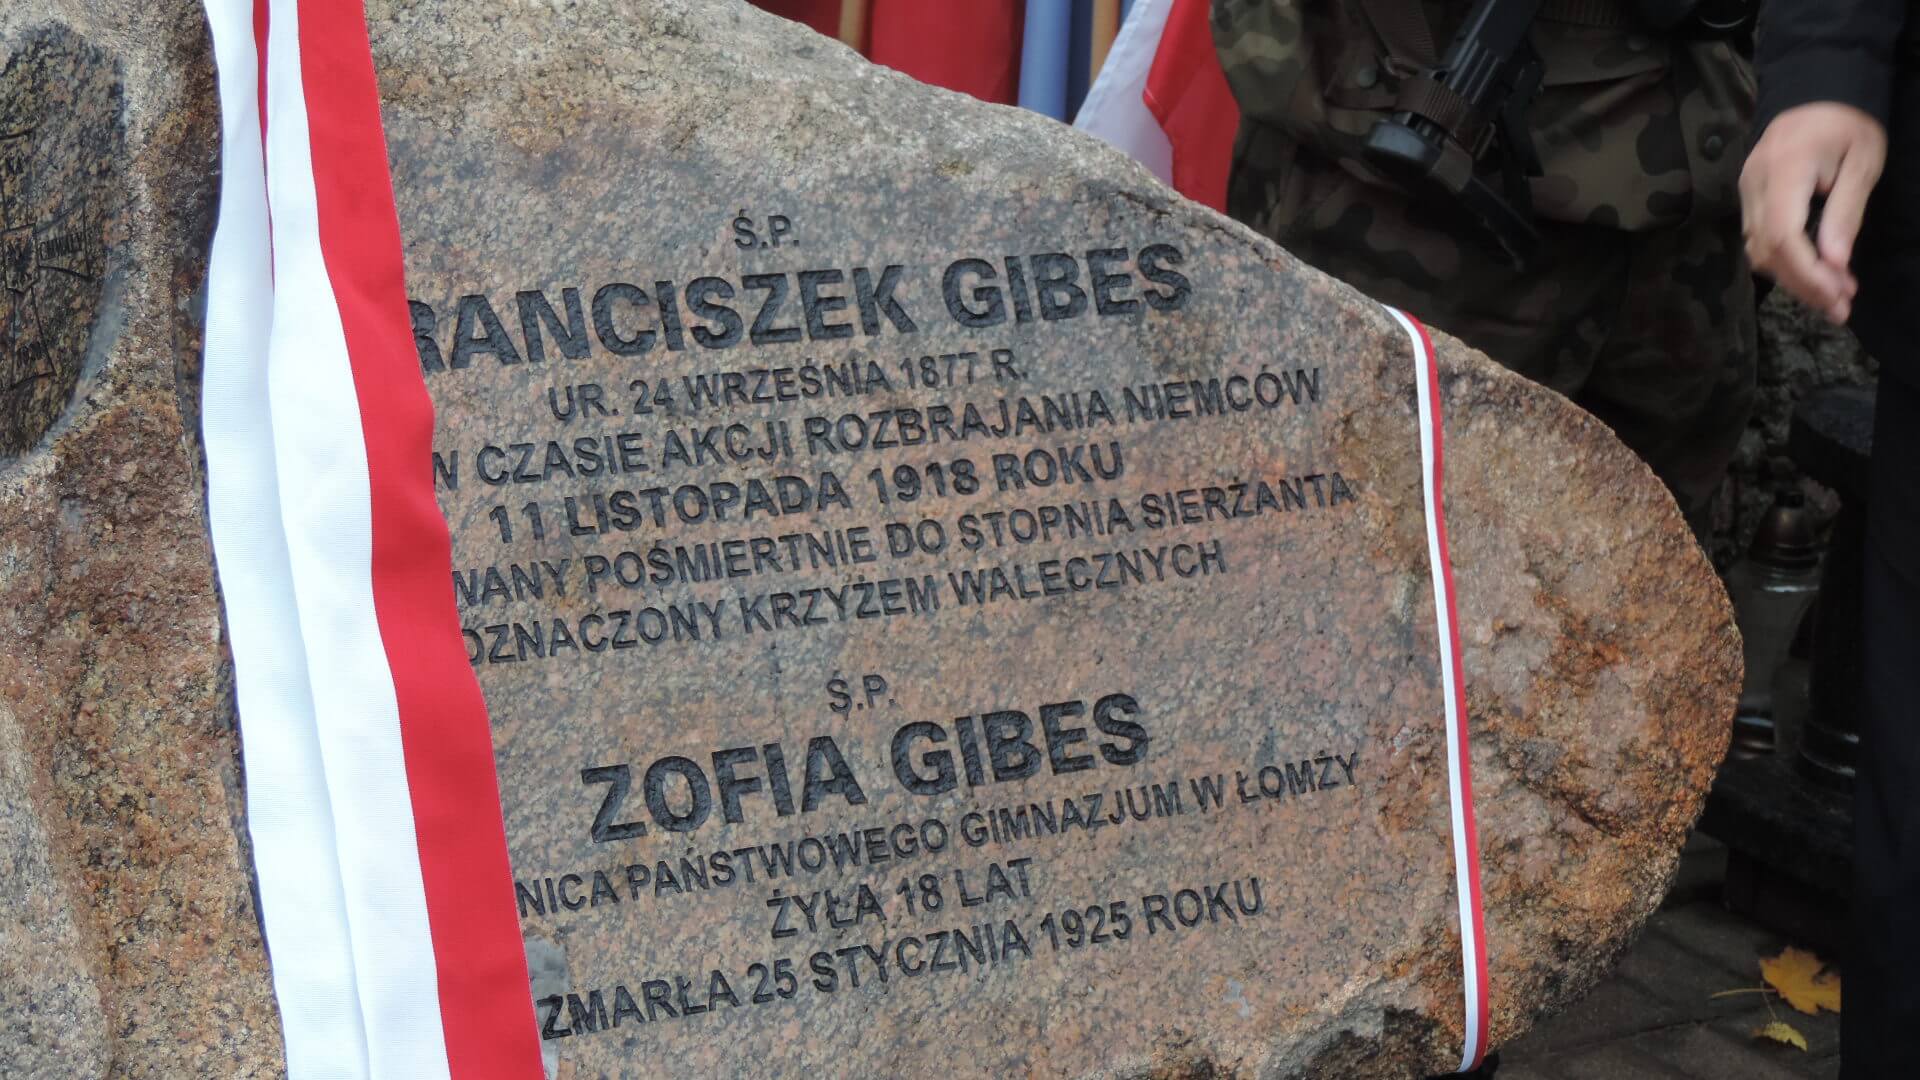 Ś.P.
RANCISZEK GIBES
UR. 24 WRZEŚNIA 1877 R.
W CZASIE AKCJI ROZBRAJANIA NIEMCÓW
11 LISTOPADA 1918 ROKU
WANY POŚMIERTNIE DO STOPNIA SIERŻANTA
OZNACZONY KRZYŻEM WALECZNYCH
Ś.P.
ZOFIA GIBES
NICA PAŃSTWOWEGO GIMNAZJUM W ŁOMŻY
ŻYŁA 18 LAT
ZMARŁA 25 STYCZNIA 1925 ROKU